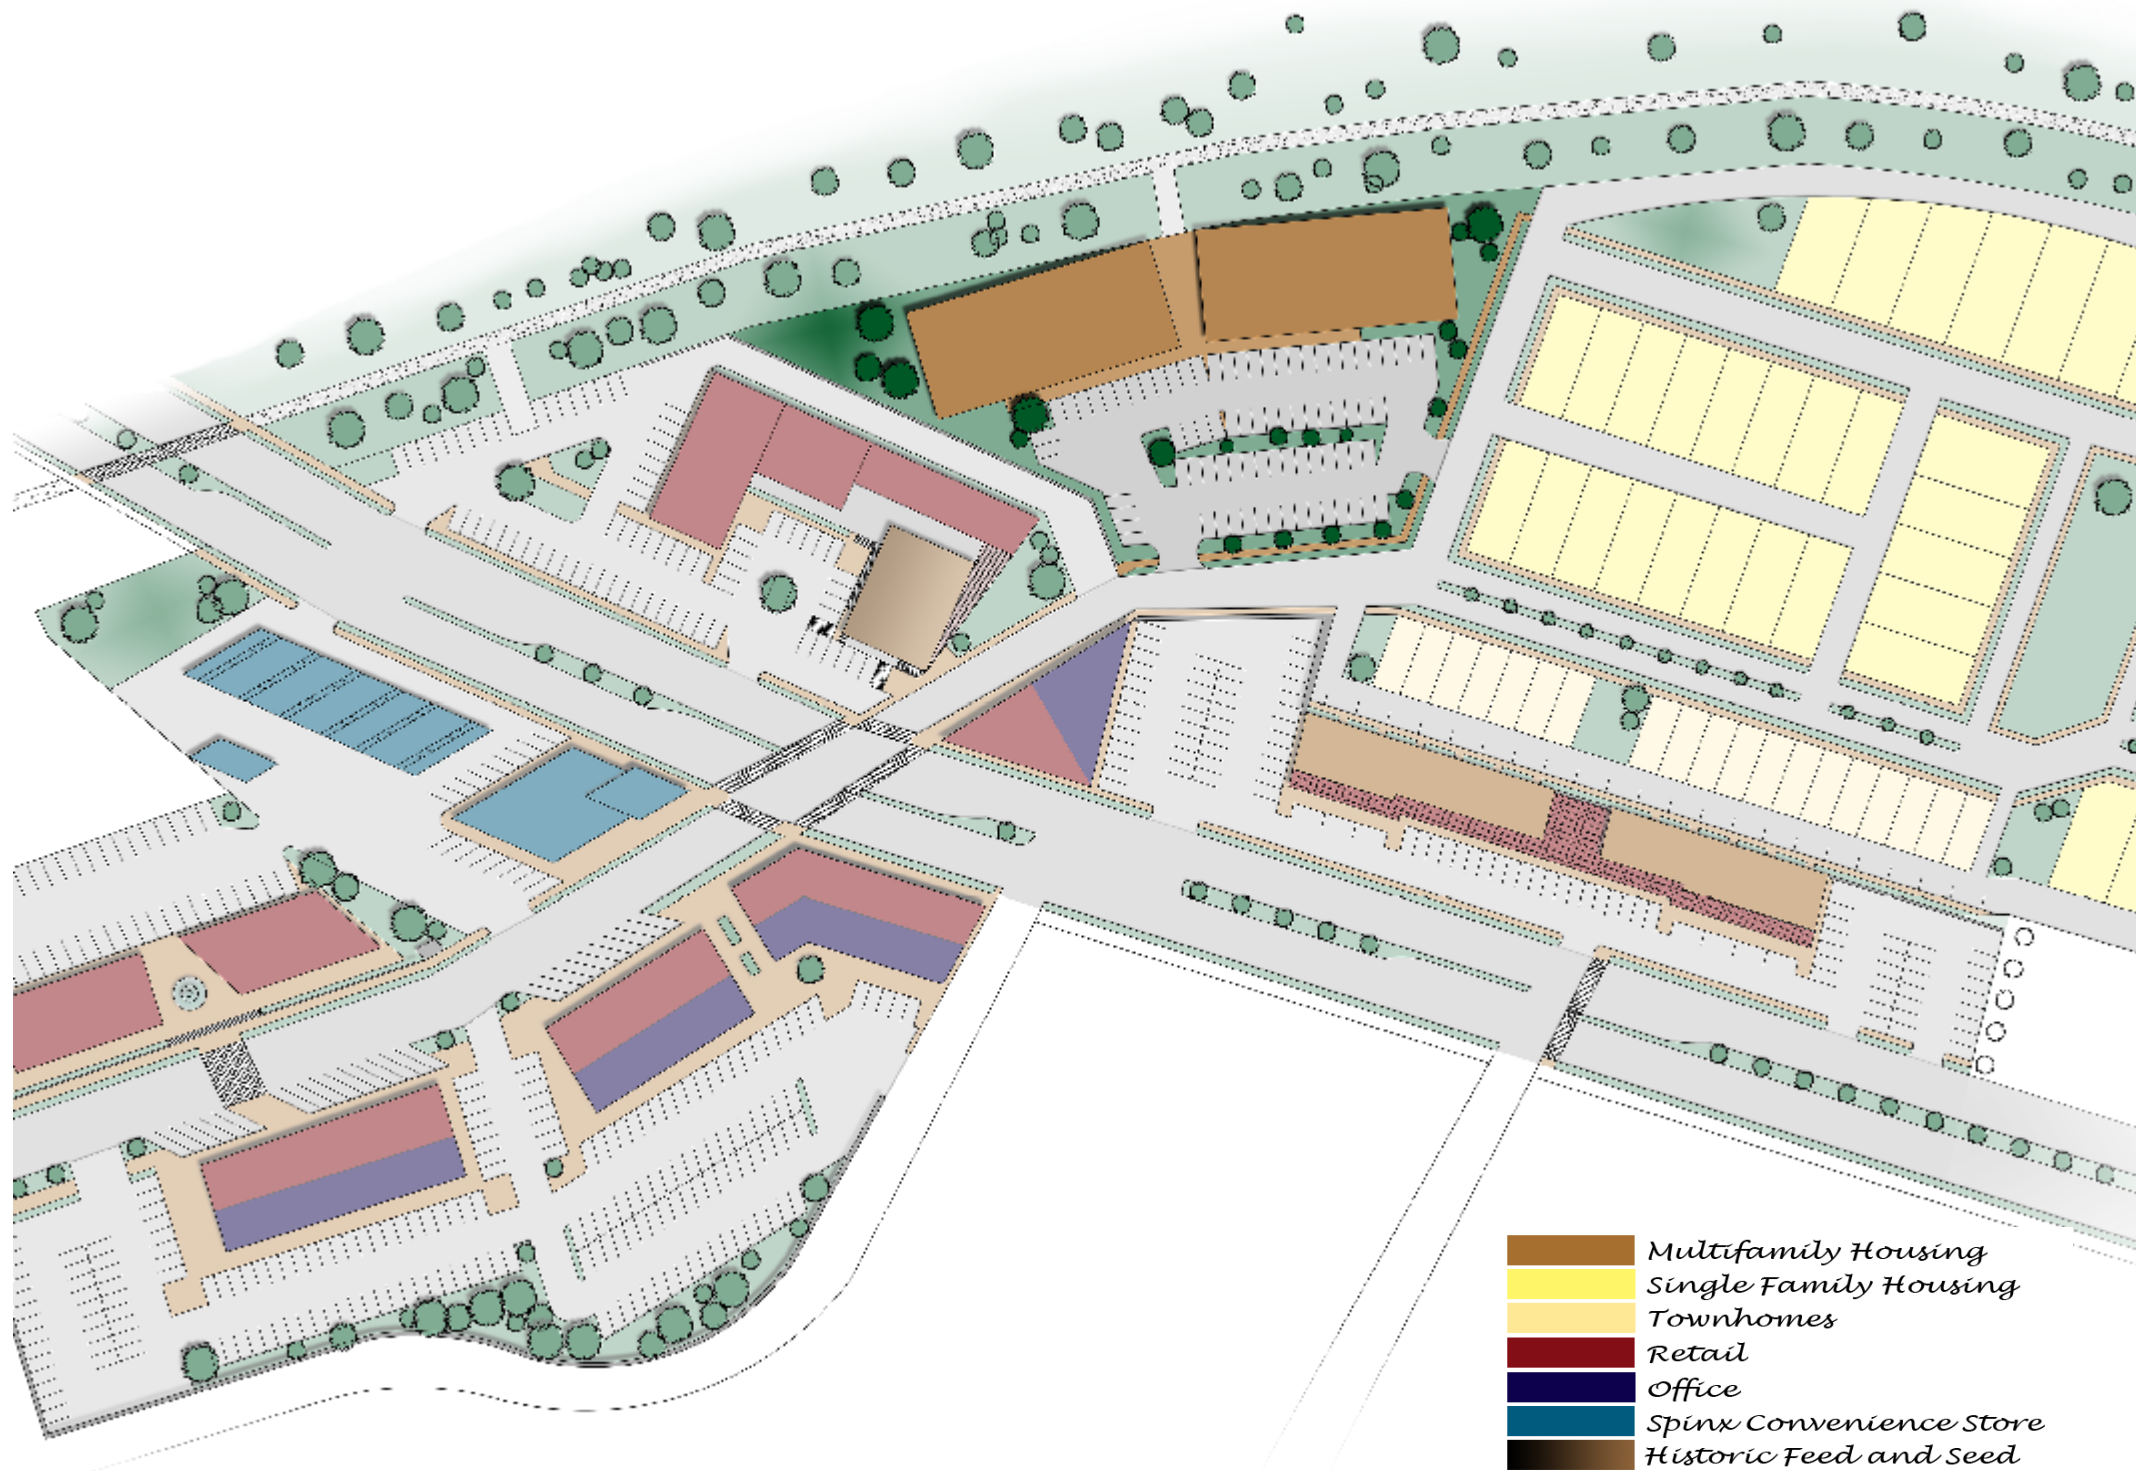 Multifamily Housing
Single Family Housing
Townhomes
Retail
Office
Spinx Convenience Store
Historic Feed and Seed